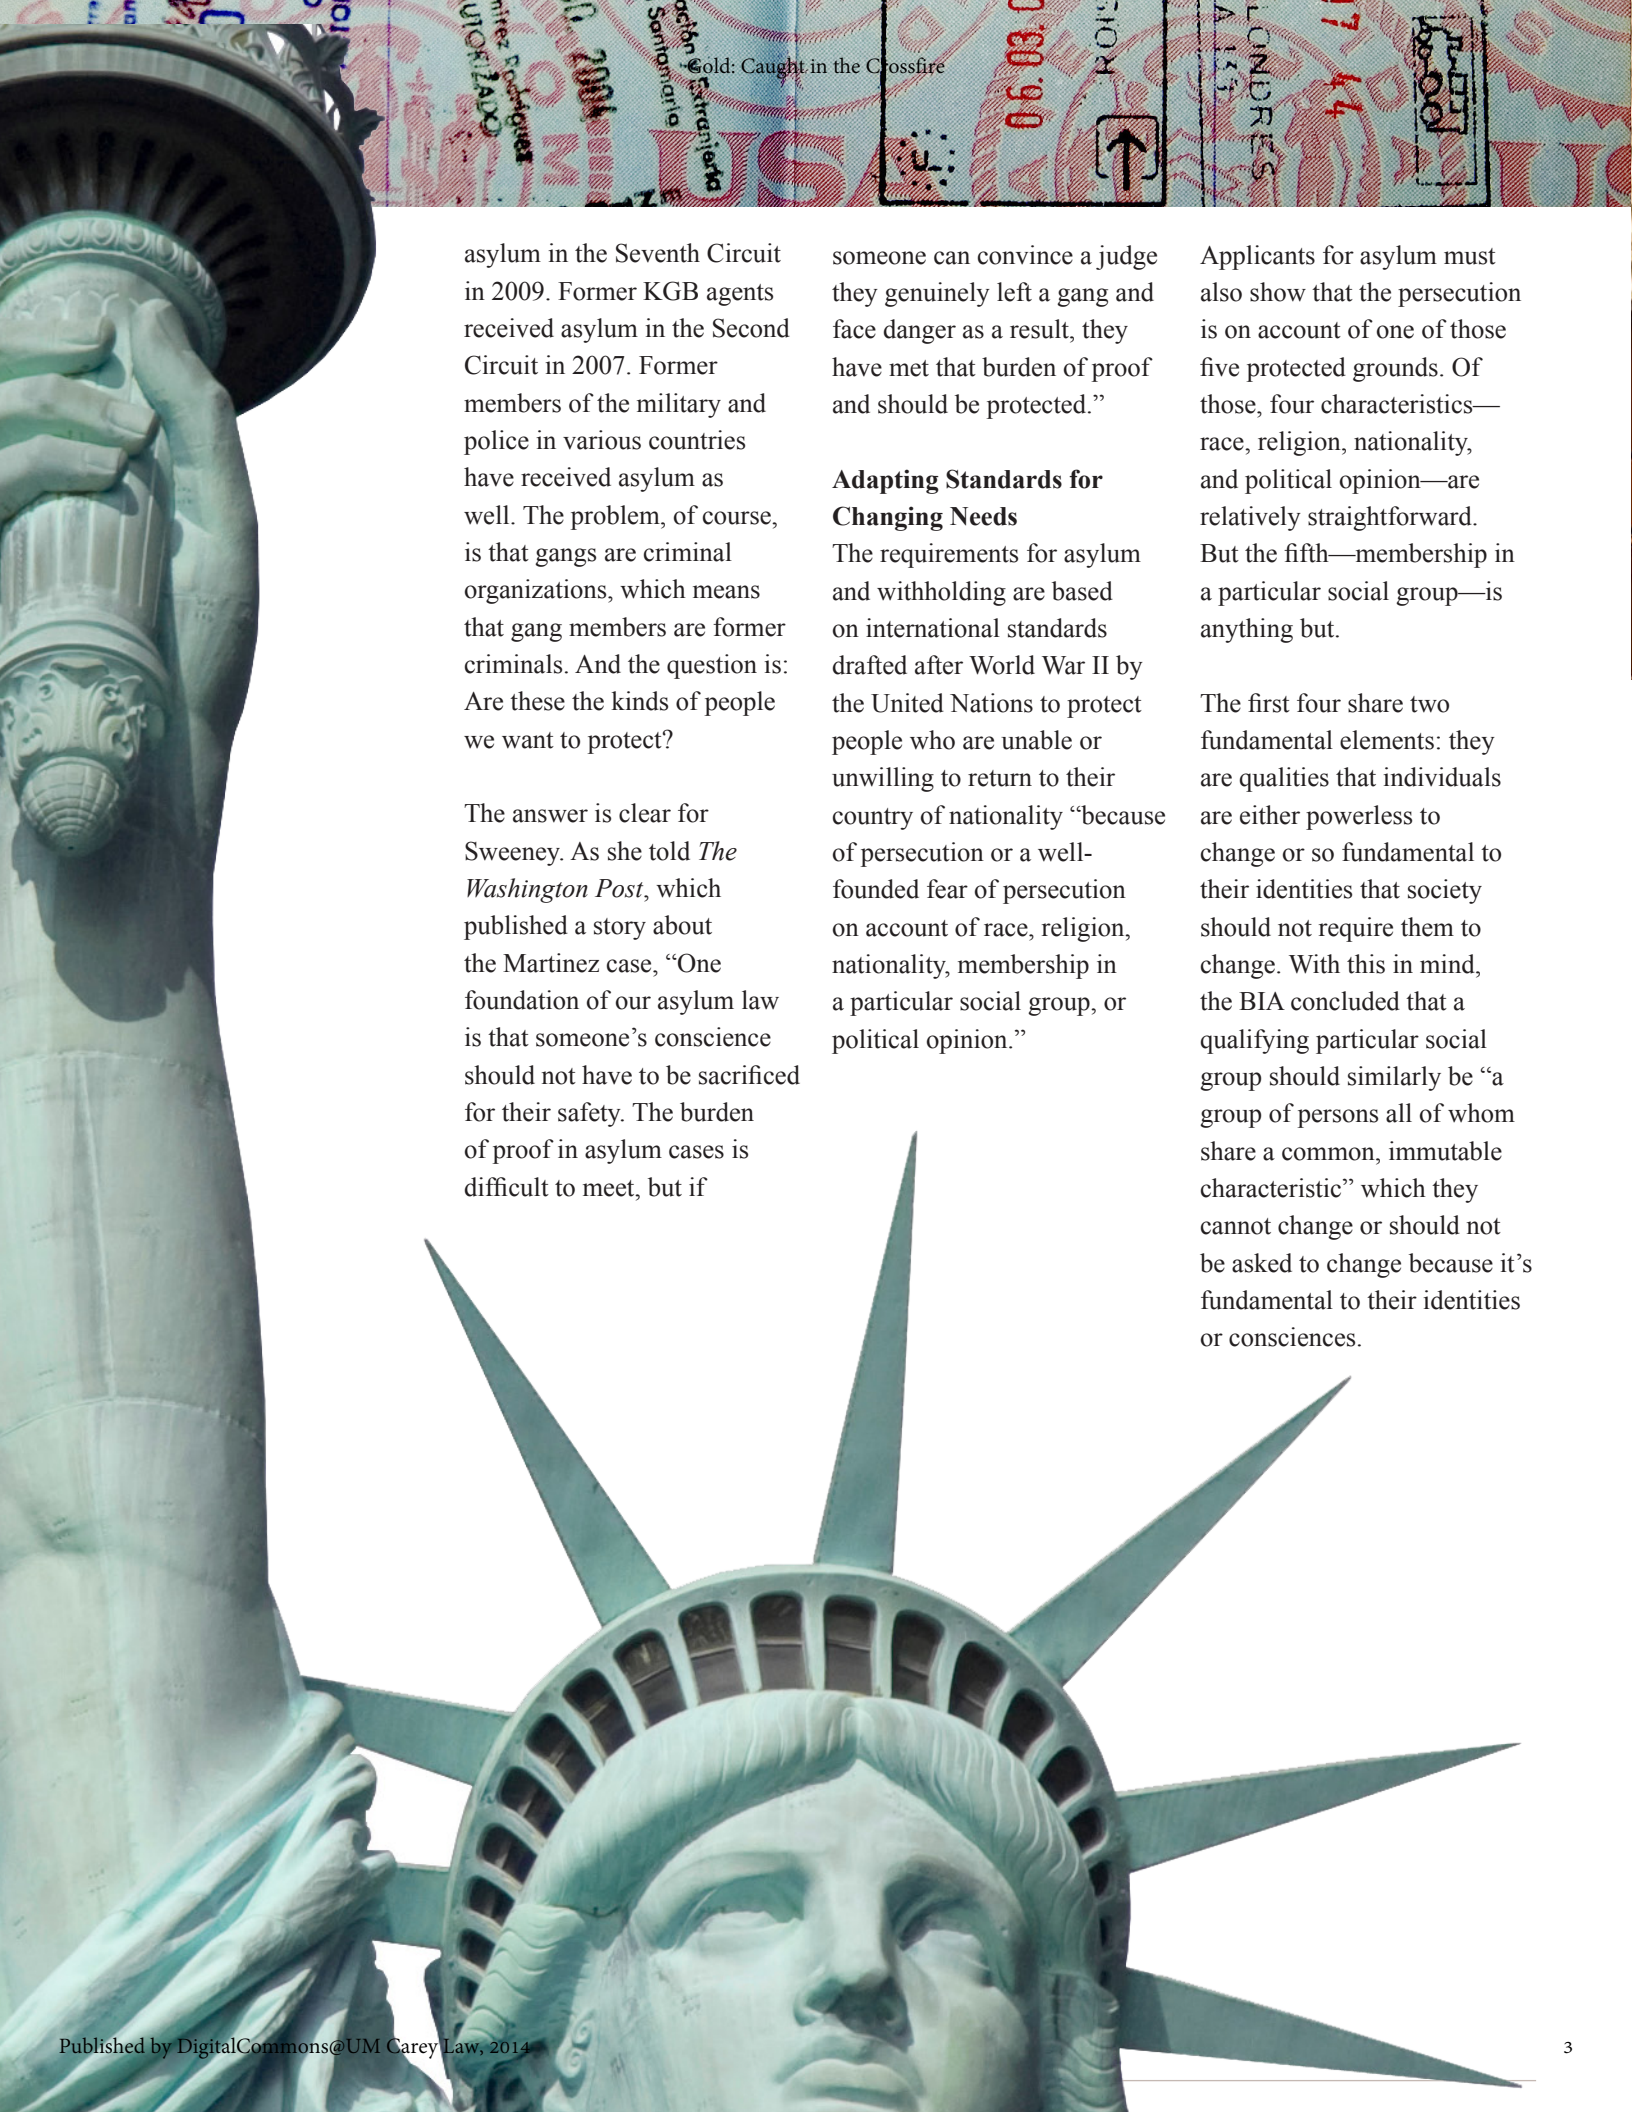 Gold: Caught in the Crossfire
UTORIZADO
mirez Rodríguez
Santamaría
Extranjería
USA
06.03.0
LONDRES
asylum in the Seventh Circuit
in 2009. Former KGB agents
received asylum in the Second
Circuit in 2007. Former
members of the military and
police in various countries
have received asylum as
well. The problem, of course,
is that gangs are criminal
organizations, which means
that gang members are former
criminals. And the question is:
Are these the kinds of people
we want to protect?
The answer is clear for
Sweeney. As she told The
Washington Post, which
published a story about
the Martinez case, “One
foundation of our asylum law
is that someone’s conscience
should not have to be sacrificed
for their safety. The burden
of proof in asylum cases is
difficult to meet, but if
someone can convince a judge
they genuinely left a gang and
face danger as a result, they
have met that burden of proof
and should be protected.”
Adapting Standards for
Changing Needs
The requirements for asylum
and withholding are based
on international standards
drafted after World War II by
the United Nations to protect
people who are unable or
unwilling to return to their
country of nationality “because
of persecution or a well-
founded fear of persecution
on account of race, religion,
nationality, membership in
a particular social group, or
political opinion.”
Applicants for asylum must
also show that the persecution
is on account of one of those
five protected grounds. Of
those, four characteristics—
race, religion, nationality,
and political opinion—are
relatively straightforward.
But the fifth—membership in
a particular social group—is
anything but.
The first four share two
fundamental elements: they
are qualities that individuals
are either powerless to
change or so fundamental to
their identities that society
should not require them to
change. With this in mind,
the BIA concluded that a
qualifying particular social
group should similarly be “a
group of persons all of whom
share a common, immutable
characteristic” which they
cannot change or should not
be asked to change because it’s
fundamental to their identities
or consciences.
Published by DigitalCommons@UM Carey Law, 2014
3